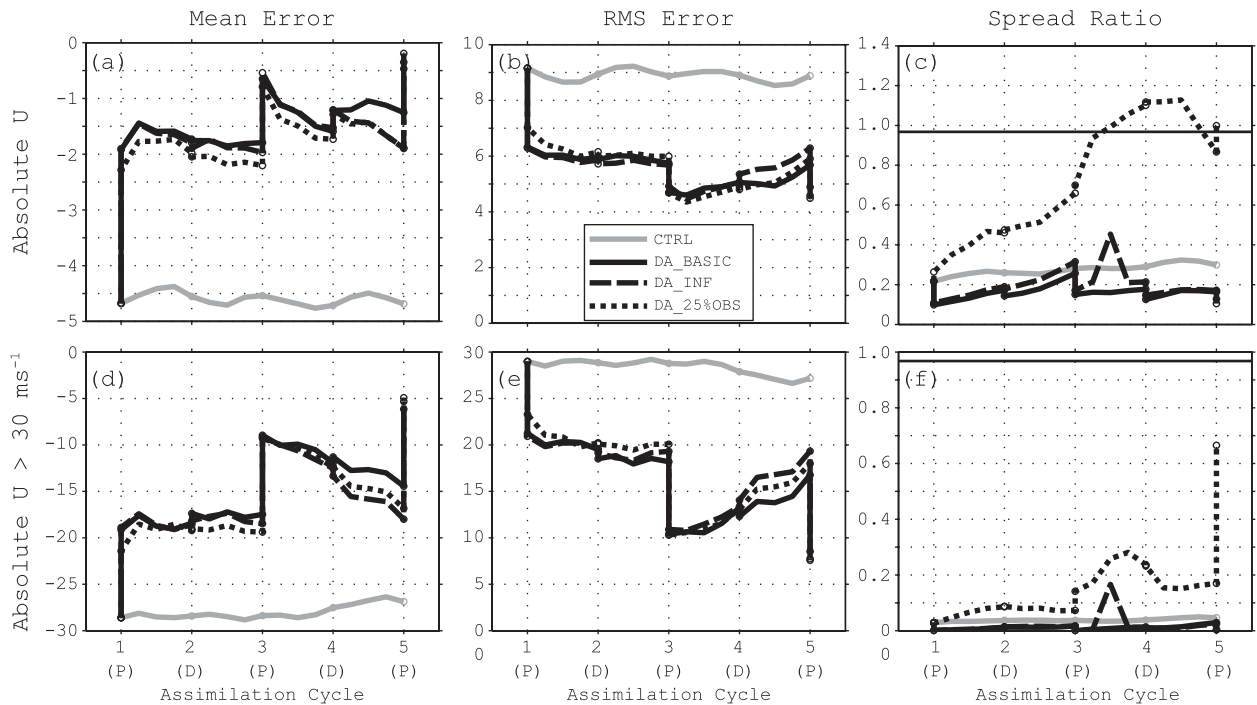 Mean Error
RMS Error
Spread Ratio
Absolute U
(a)
0
-1
-2
-3
-4
-5
(b)
10
8
6
4
2
0
CTRL
DA_BASIC
DA_INF
DA_25%OBS
(c)
1.4
1.2
1.0
0.8
0.6
0.4
0.2
0
Absolute U > 30 ms⁻¹
(d)
0
-5
-10
-15
-20
-25
-30
(e)
30
25
20
15
10
5
0
(f)
1.0
0.8
0.6
0.4
0.2
0
0
1 2 3 4 5
(P) (D) (P) (D) (P)
Assimilation Cycle
1 2 3 4 5
(P) (D) (P) (D) (P)
Assimilation Cycle
1 2 3 4 5
(P) (D) (P) (D) (P)
Assimilation Cycle